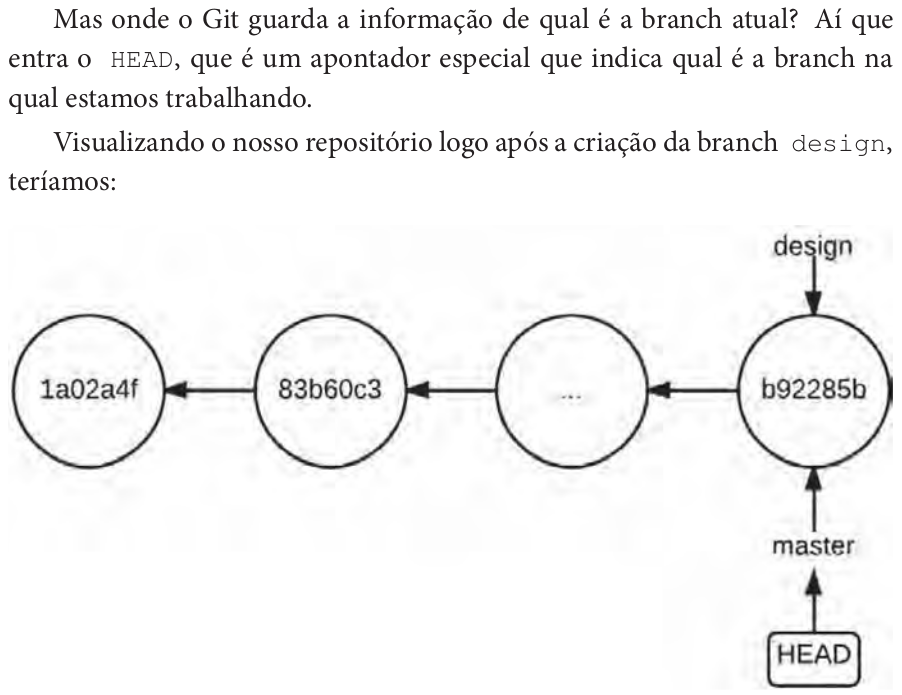 Mas onde o Git guarda a informação de qual é a branch atual? Aí que
entra o HEAD, que é um apontador especial que indica qual é a branch na
qual estamos trabalhando.
Visualizando o nosso repositório logo após a criação da branch design,
teríamos:
design
1a02a4f
83b60c3
...
b92285b
master
HEAD